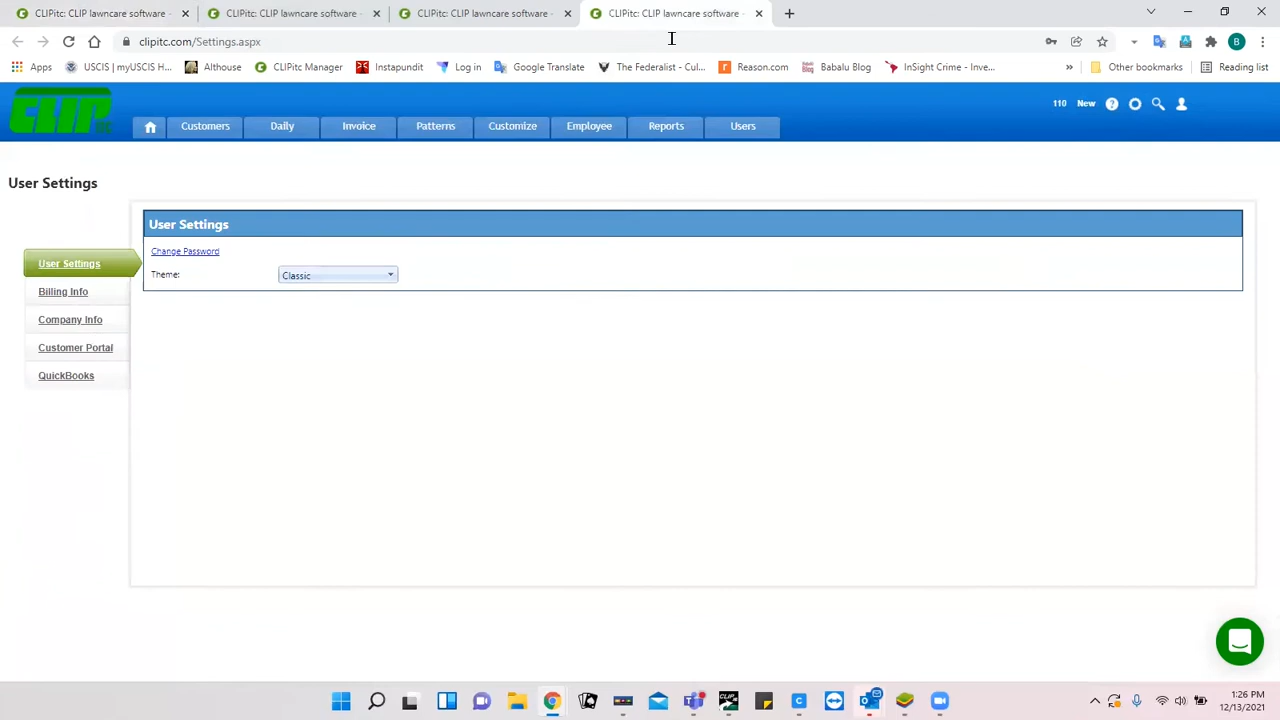 CLIPitc: CLIP lawncare software -
CLIPitc: CLIP lawncare software -
CLIPitc: CLIP lawncare software -
CLIPitc: CLIP lawncare software -
clipitc.com/Settings.aspx
B
Apps
USCIS | myUSCIS H...
Althouse
CLIPitc Manager
Instapundit
Log in
Google Translate
The Federalist - Cul...
Reason.com
Babalu Blog
InSight Crime - Inve...
»
Other bookmarks
Reading list
CLIP
110 New
Customers
Daily
Invoice
Patterns
Customize
Employee
Reports
Users
User Settings
User Settings
Billing Info
Company Info
Customer Portal
QuickBooks
User Settings
Change Password
Theme: Classic
1:26 PM
12/13/2021